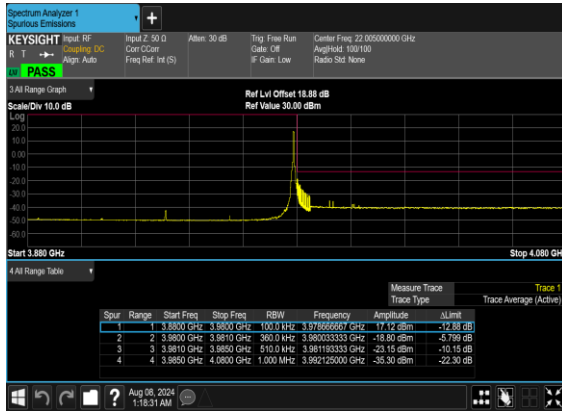 Spectrum Analyzer 1
Spurious Emissions
+
KEYSIGHT Input: RF Input Z: 50 Ω Atten: 30 dB Trig: Free Run Center Freq: 22.005000000 GHz
R T Coupling: DC Corr CCorr Gate: Off Avg|Hold: 100/100
Align: Auto Freq Ref: Int (S) IF Gain: Low Radio Std: None
LU PASS
3 All Range Graph
Ref Lvl Offset 18.88 dB
Scale/Div 10.0 dB Ref Value 30.00 dBm
Log
20.0
10.0
0.00
-10.0
-20.0
-30.0
-40.0
-50.0
-60.0
Start 3.880 GHz Stop 4.080 GHz
4 All Range Table
Measure Trace Trace 1
Trace Type Trace Average (Active)
Spur Range Start Freq Stop Freq RBW Frequency Amplitude ΔLimit
1 1 3.8800 GHz 3.9800 GHz 100.0 kHz 3.978666667 GHz 17.12 dBm -12.88 dB
2 2 3.9800 GHz 3.9810 GHz 360.0 kHz 3.980033333 GHz -18.80 dBm -5.799 dB
3 3 3.9810 GHz 3.9850 GHz 510.0 kHz 3.981193333 GHz -23.15 dBm -10.15 dB
4 4 3.9850 GHz 4.0800 GHz 1.000 MHz 3.992125000 GHz -35.30 dBm -22.30 dB
? Aug 08, 2024
1:18:31 AM